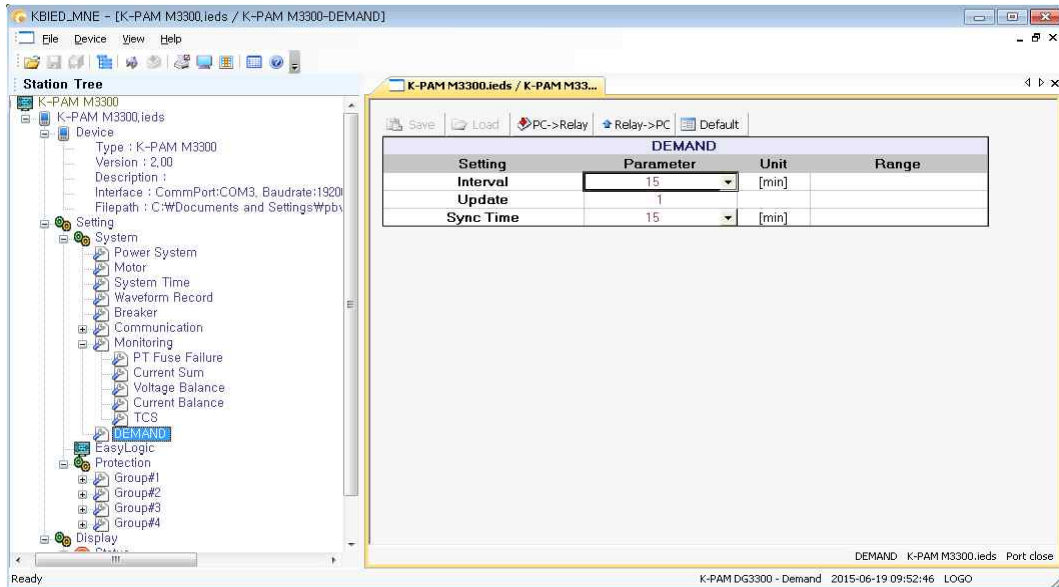 KBIED_MNE - [K-PAM M3300.ieds / K-PAM M3300-DEMAND]
File Device View Help
Station Tree
K-PAM M3300
K-PAM M3300.ieds
Device
Type : K-PAM M3300
Version : 2.00
Description :
Interface : CommPort:COM3, Baudrate:1920
Filepath : C:₩Documents and Settings₩pbv
Setting
System
Power System
Motor
System Time
Waveform Record
Breaker
Communication
Monitoring
PT Fuse Failure
Current Sum
Voltage Balance
Current Balance
TCS
DEMAND
EasyLogic
Protection
Group#1
Group#2
Group#3
Group#4
Display
K-PAM M3300.ieds / K-PAM M33...
Save Load PC->Relay Relay->PC Default
DEMAND
Setting Parameter Unit Range
Interval 15 [min]
Update 1
Sync Time 15 [min]
DEMAND K-PAM M3300.ieds Port close
Ready K-PAM DG3300 - Demand 2015-06-19 09:52:46 LOGO